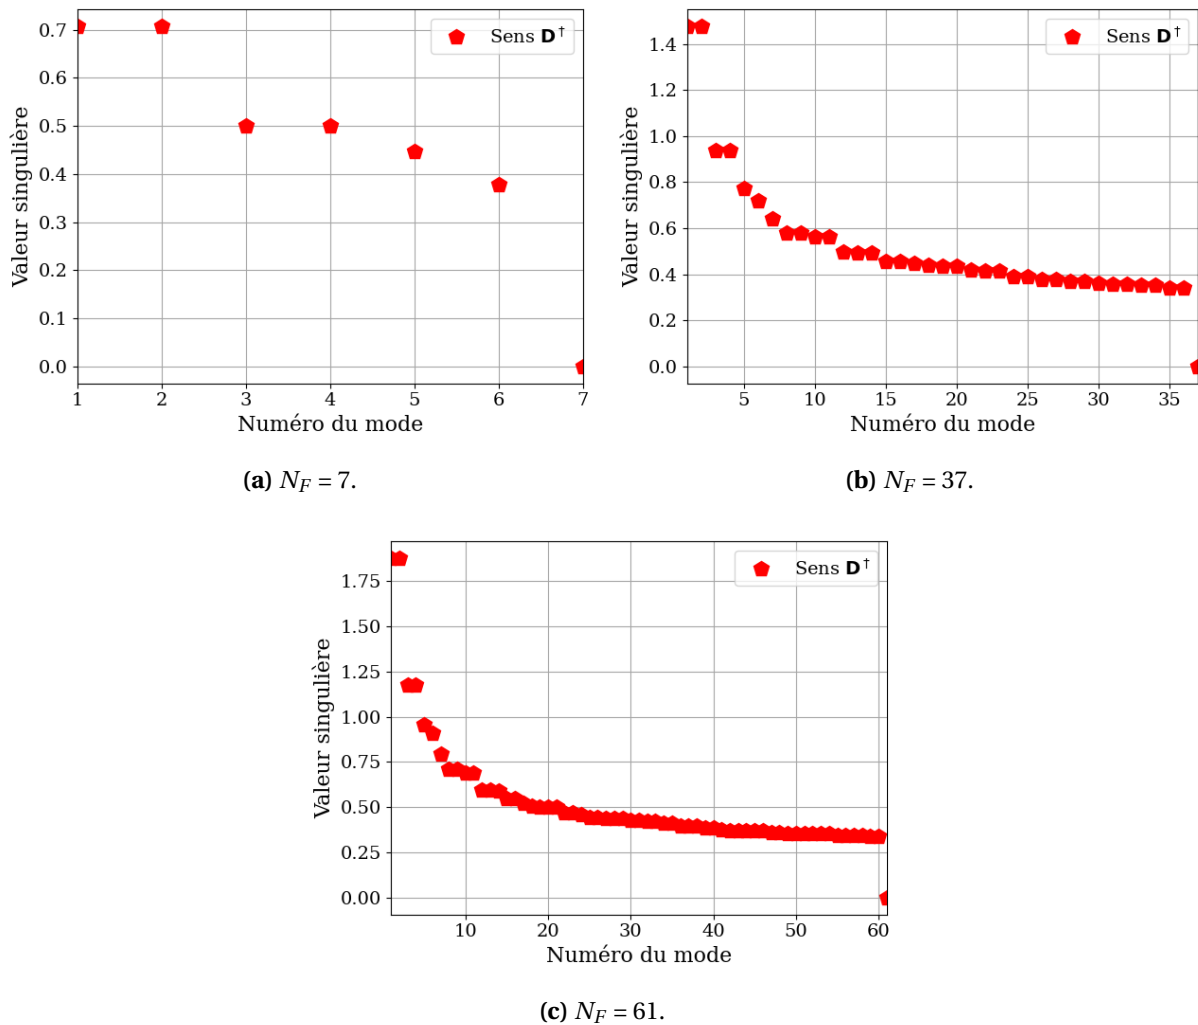 0.7
0.6
0.5
0.4
0.3
0.2
0.1
0.0
Valeur singulière
Sens D†
1 2 3 4 5 6 7
Numéro du mode
(a) N_F = 7.
1.4
1.2
1.0
0.8
0.6
0.4
0.2
0.0
Valeur singulière
Sens D†
5 10 15 20 25 30 35
Numéro du mode
(b) N_F = 37.
1.75
1.50
1.25
1.00
0.75
0.50
0.25
0.00
Valeur singulière
Sens D†
10 20 30 40 50 60
Numéro du mode
(c) N_F = 61.